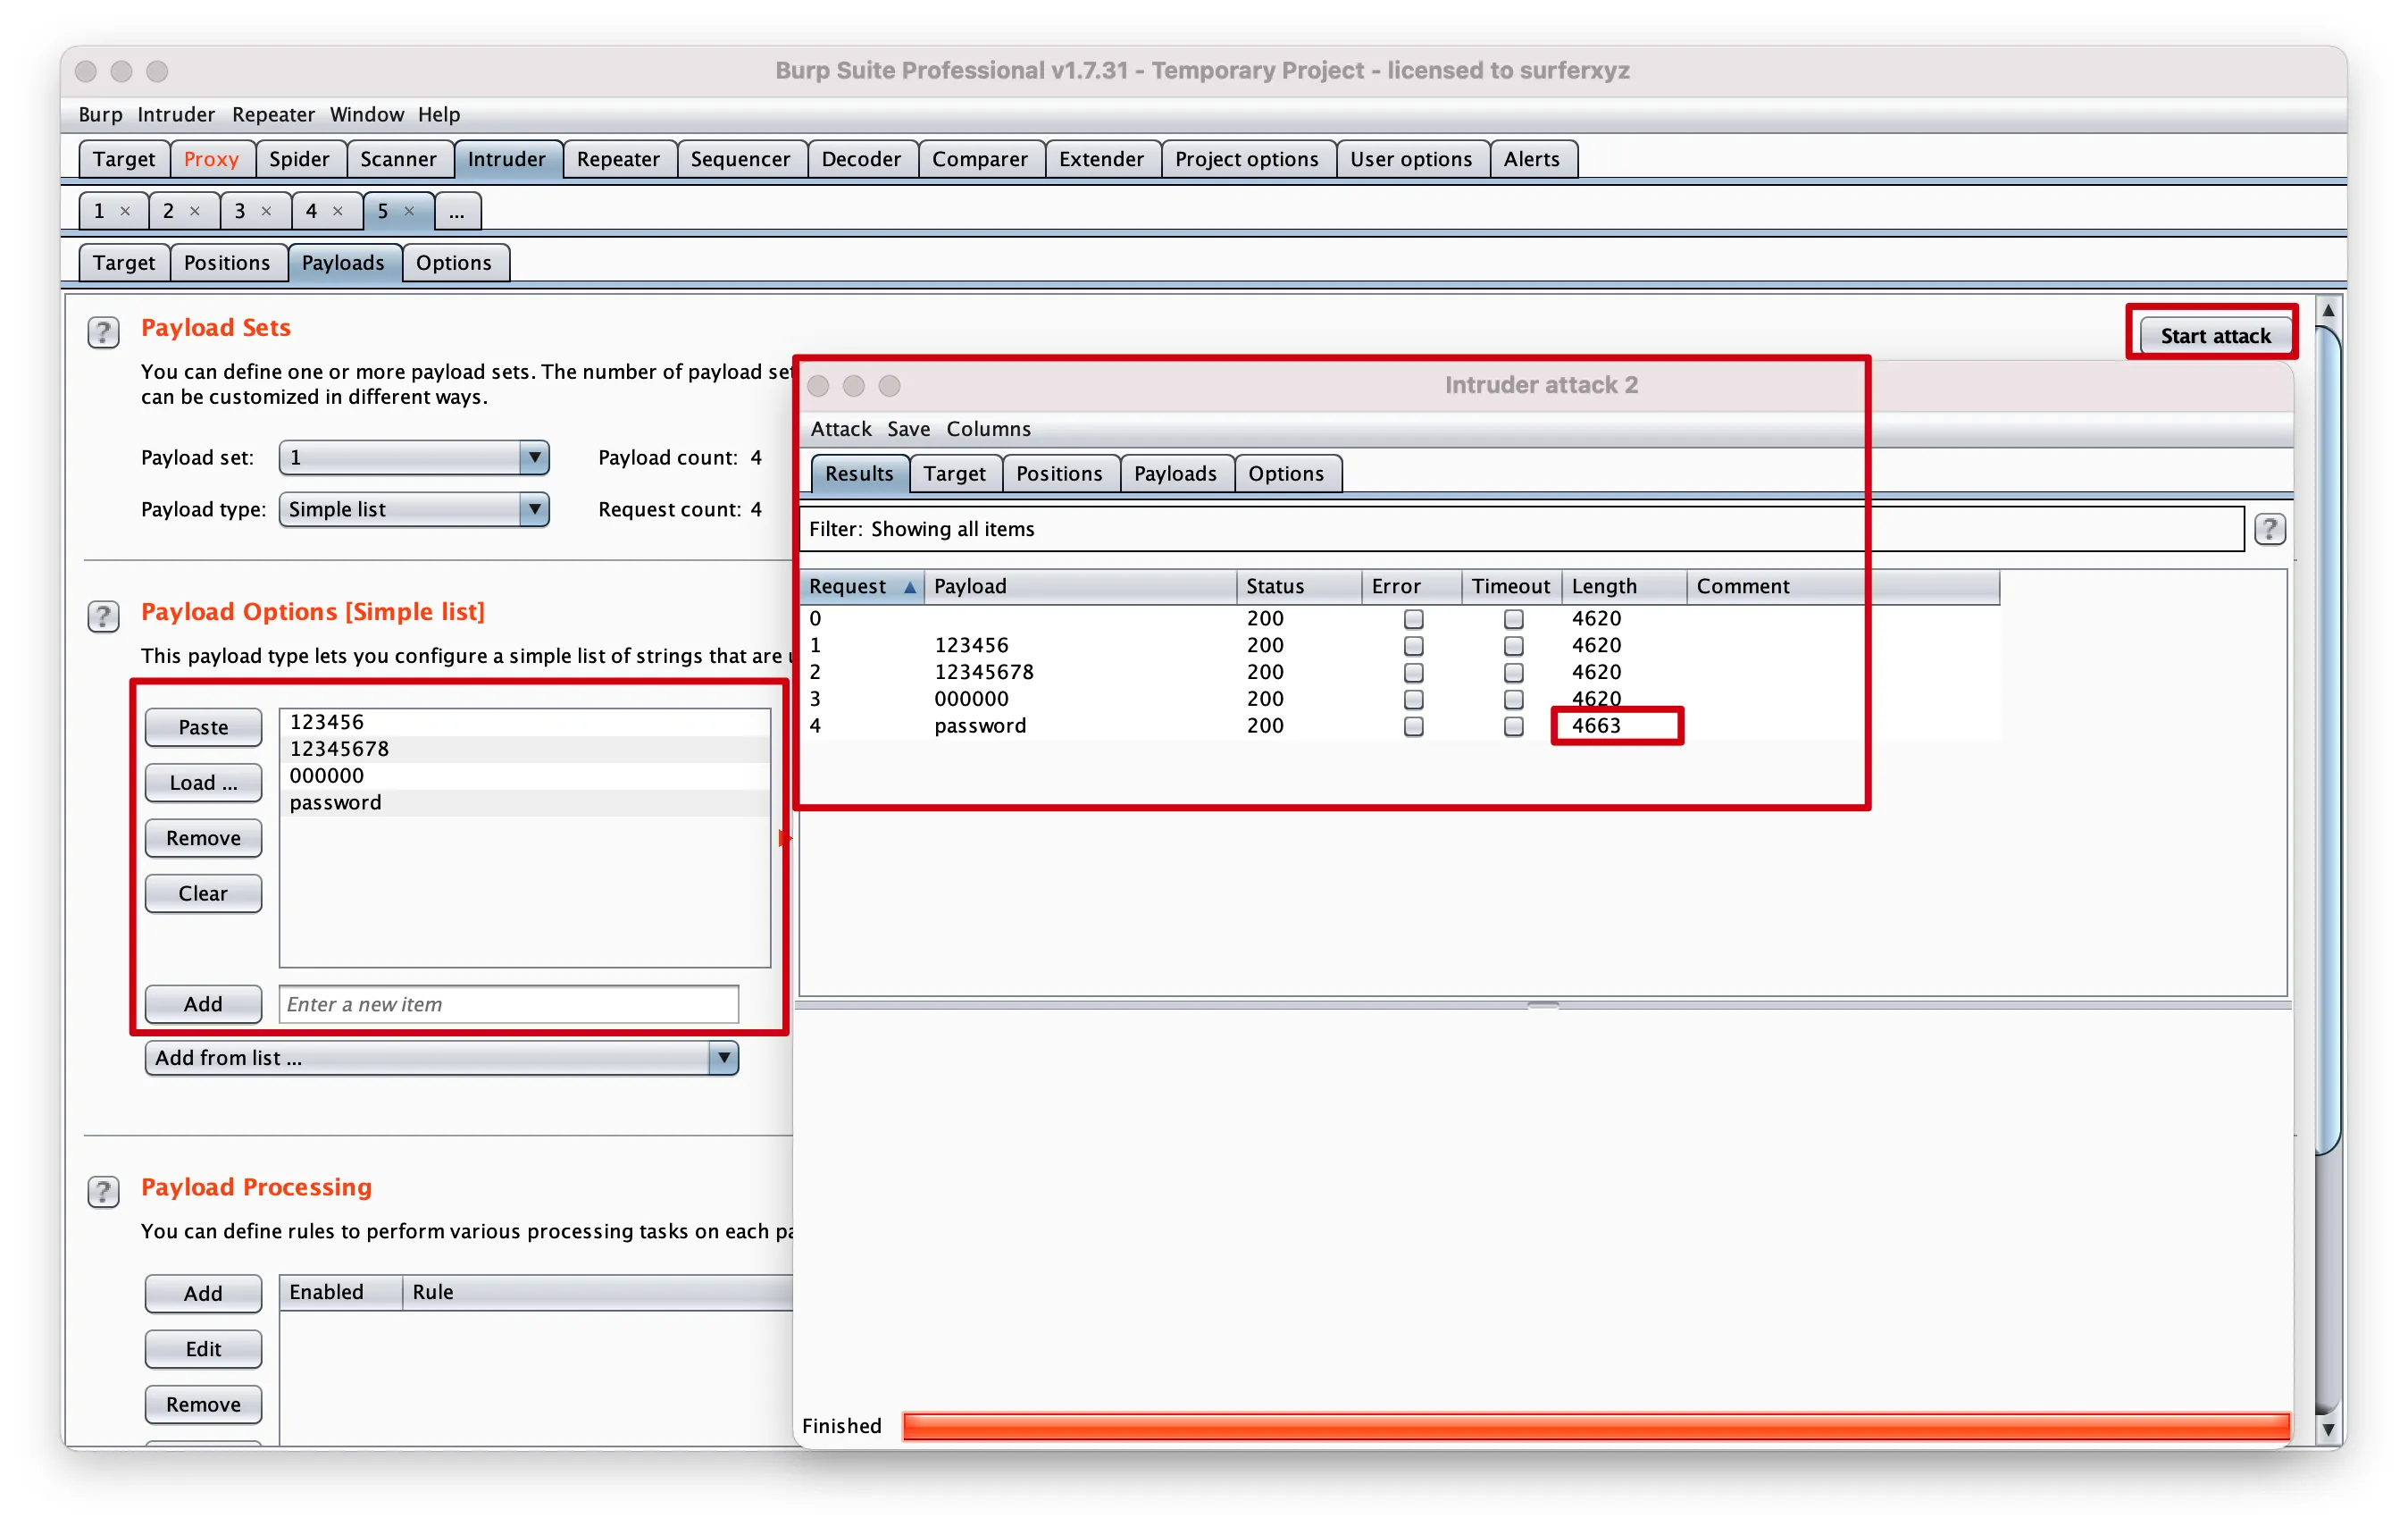 Burp Suite Professional v1.7.31 - Temporary Project - licensed to surferxyz
Burp Intruder Repeater Window Help
Target Proxy Spider Scanner Intruder Repeater Sequencer Decoder Comparer Extender Project options User options Alerts
1 × 2 × 3 × 4 × 5 × ...
Target Positions Payloads Options
? Payload Sets
Start attack
You can define one or more payload sets. The number of payload set
can be customized in different ways.
Payload set: 1 Payload count: 4
Payload type: Simple list Request count: 4
? Payload Options [Simple list]
This payload type lets you configure a simple list of strings that are
Paste
Load ...
Remove
Clear
123456
12345678
000000
password
Add Enter a new item
Add from list ...
? Payload Processing
You can define rules to perform various processing tasks on each pa
Add
Edit
Remove
Enabled Rule
Intruder attack 2
Attack Save Columns
Results Target Positions Payloads Options
Filter: Showing all items ?
Request Payload Status Error Timeout Length Comment
0 200 4620
1 123456 200 4620
2 12345678 200 4620
3 000000 200 4620
4 password 200 4663
Finished